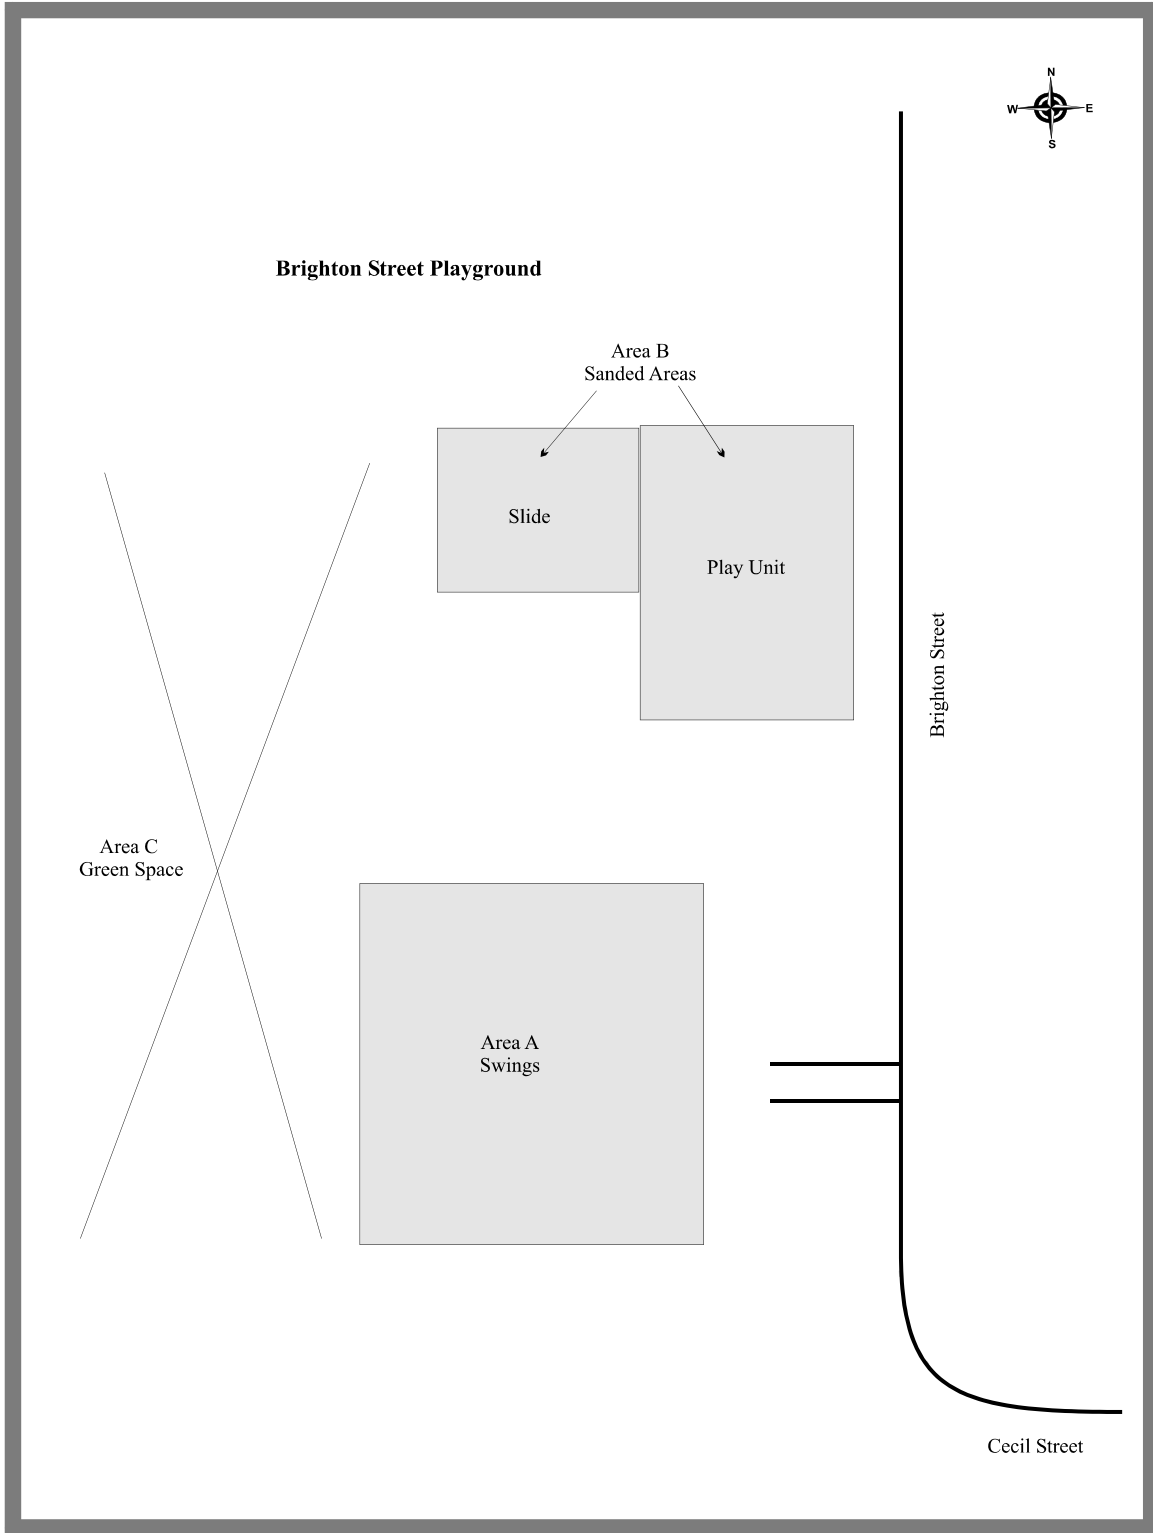 N
W E
S
Brighton Street Playground
Area B
Sanded Areas
Slide
Play Unit
Brighton Street
Area C
Green Space
Area A
Swings
Cecil Street